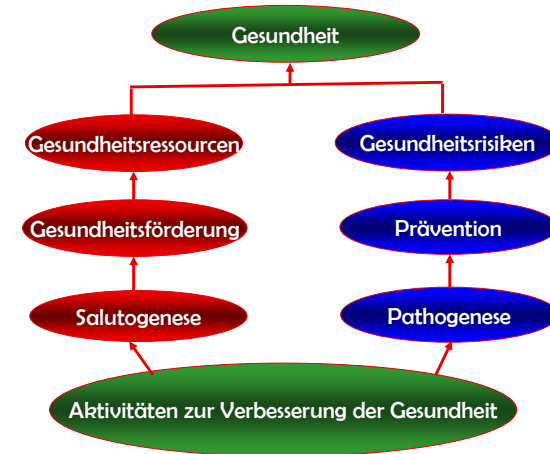 Gesundheit
Gesundheitsressourcen
Gesundheitsrisiken
Gesundheitsförderung
Prävention
Salutogenese
Pathogenese
Aktivitäten zur Verbesserung der Gesundheit